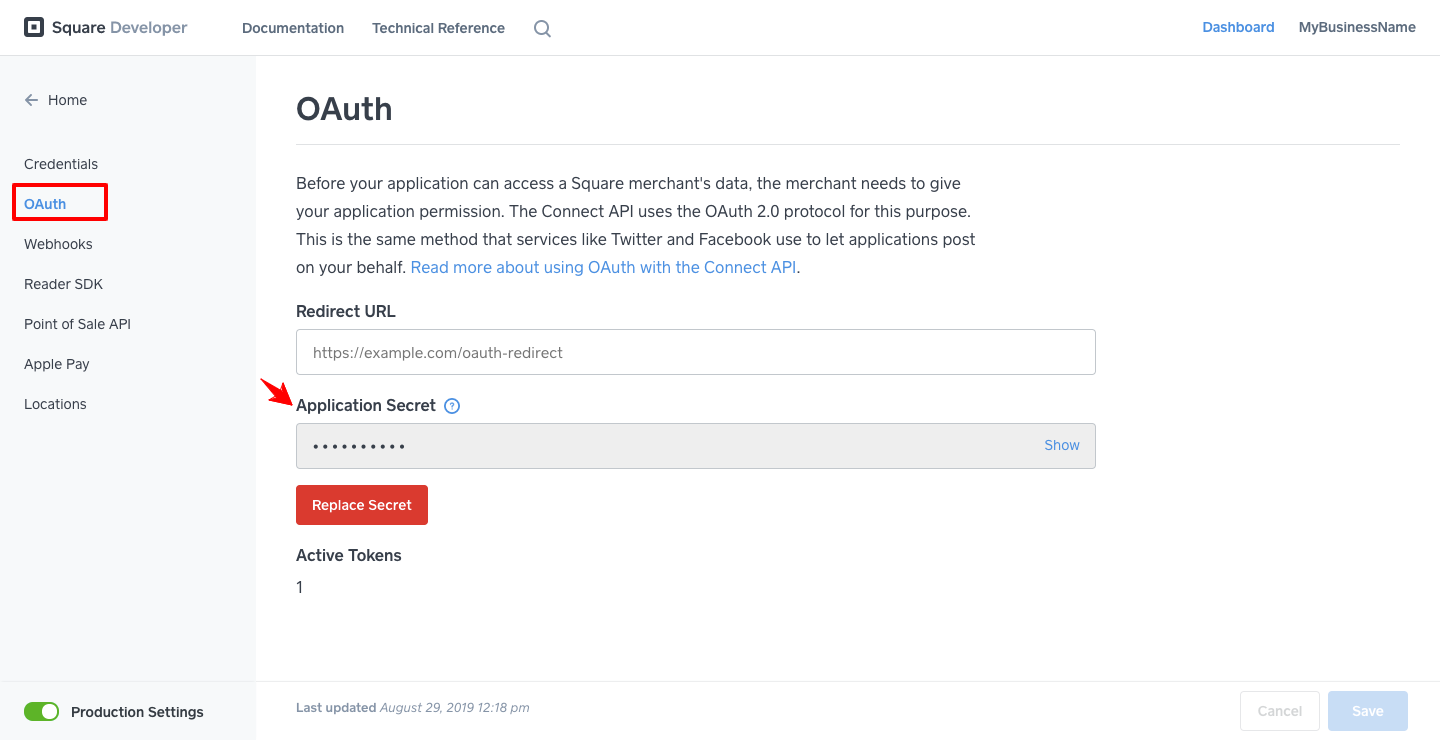 Square Developer
Documentation
Technical Reference
Dashboard
MyBusinessName
Home
Credentials
OAuth
Webhooks
Reader SDK
Point of Sale API
Apple Pay
Locations
Production Settings
OAuth
Before your application can access a Square merchant's data, the merchant needs to give
your application permission. The Connect API uses the OAuth 2.0 protocol for this purpose.
This is the same method that services like Twitter and Facebook use to let applications post
on your behalf. Read more about using OAuth with the Connect API.
Redirect URL
https://example.com/oauth-redirect
Application Secret ?
••••••••••
Show
Replace Secret
Active Tokens
1
Last updated August 29, 2019 12:18 pm
Cancel
Save